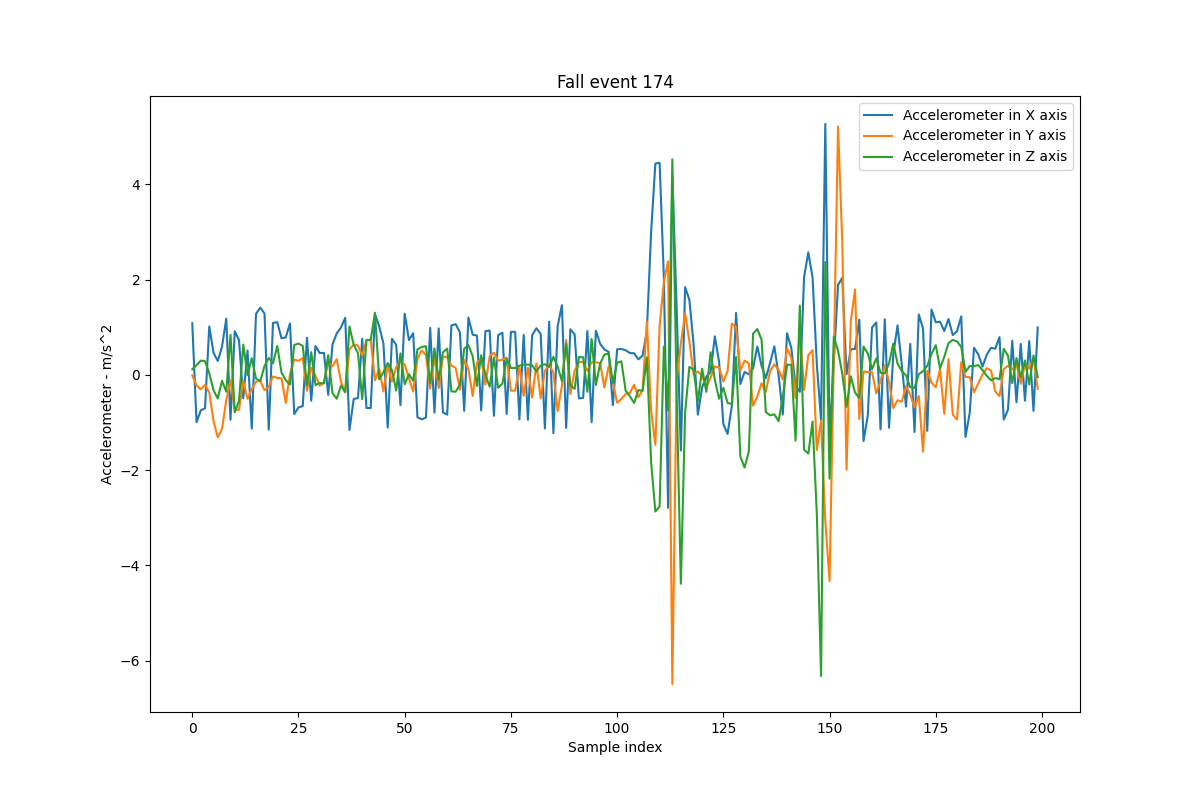 Fall event 174
Accelerometer in X axis
Accelerometer in Y axis
Accelerometer in Z axis
Accelerometer - m/s^2
4
2
0
−2
−4
−6
0 25 50 75 100 125 150 175 200
Sample index